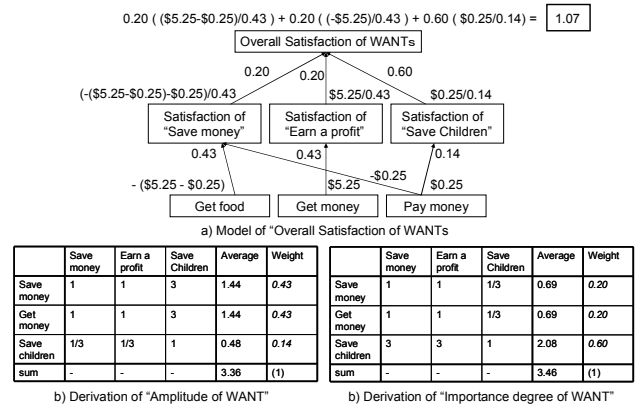 0.20 ( ($5.25-$0.25)/0.43 ) + 0.20 ( (-$5.25)/0.43 ) + 0.60 ( $0.25/0.14) = 1.07
Overall Satisfaction of WANTs
0.20 0.20 0.60
(-($5.25-$0.25)-$0.25)/0.43 $5.25/0.43 $0.25/0.14
Satisfaction of "Save money"
Satisfaction of "Earn a profit"
Satisfaction of "Save Children"
0.43 0.43 -$0.25 0.14
- ($5.25 - $0.25) $5.25 $0.25
Get food Get money Pay money
a) Model of "Overall Satisfaction of WANTs
Save money Earn a profit Save Children Average Weight
Save money 1 1 3 1.44 0.43
Get money 1 1 3 1.44 0.43
Save children 1/3 1/3 1 0.48 0.14
sum - - - 3.36 (1)
b) Derivation of "Amplitude of WANT"
Save money Earn a profit Save Children Average Weight
Save money 1 1 1/3 0.69 0.20
Get money 1 1 1/3 0.69 0.20
Save children 3 3 1 2.08 0.60
sum - - - 3.46 (1)
b) Derivation of "Importance degree of WANT"